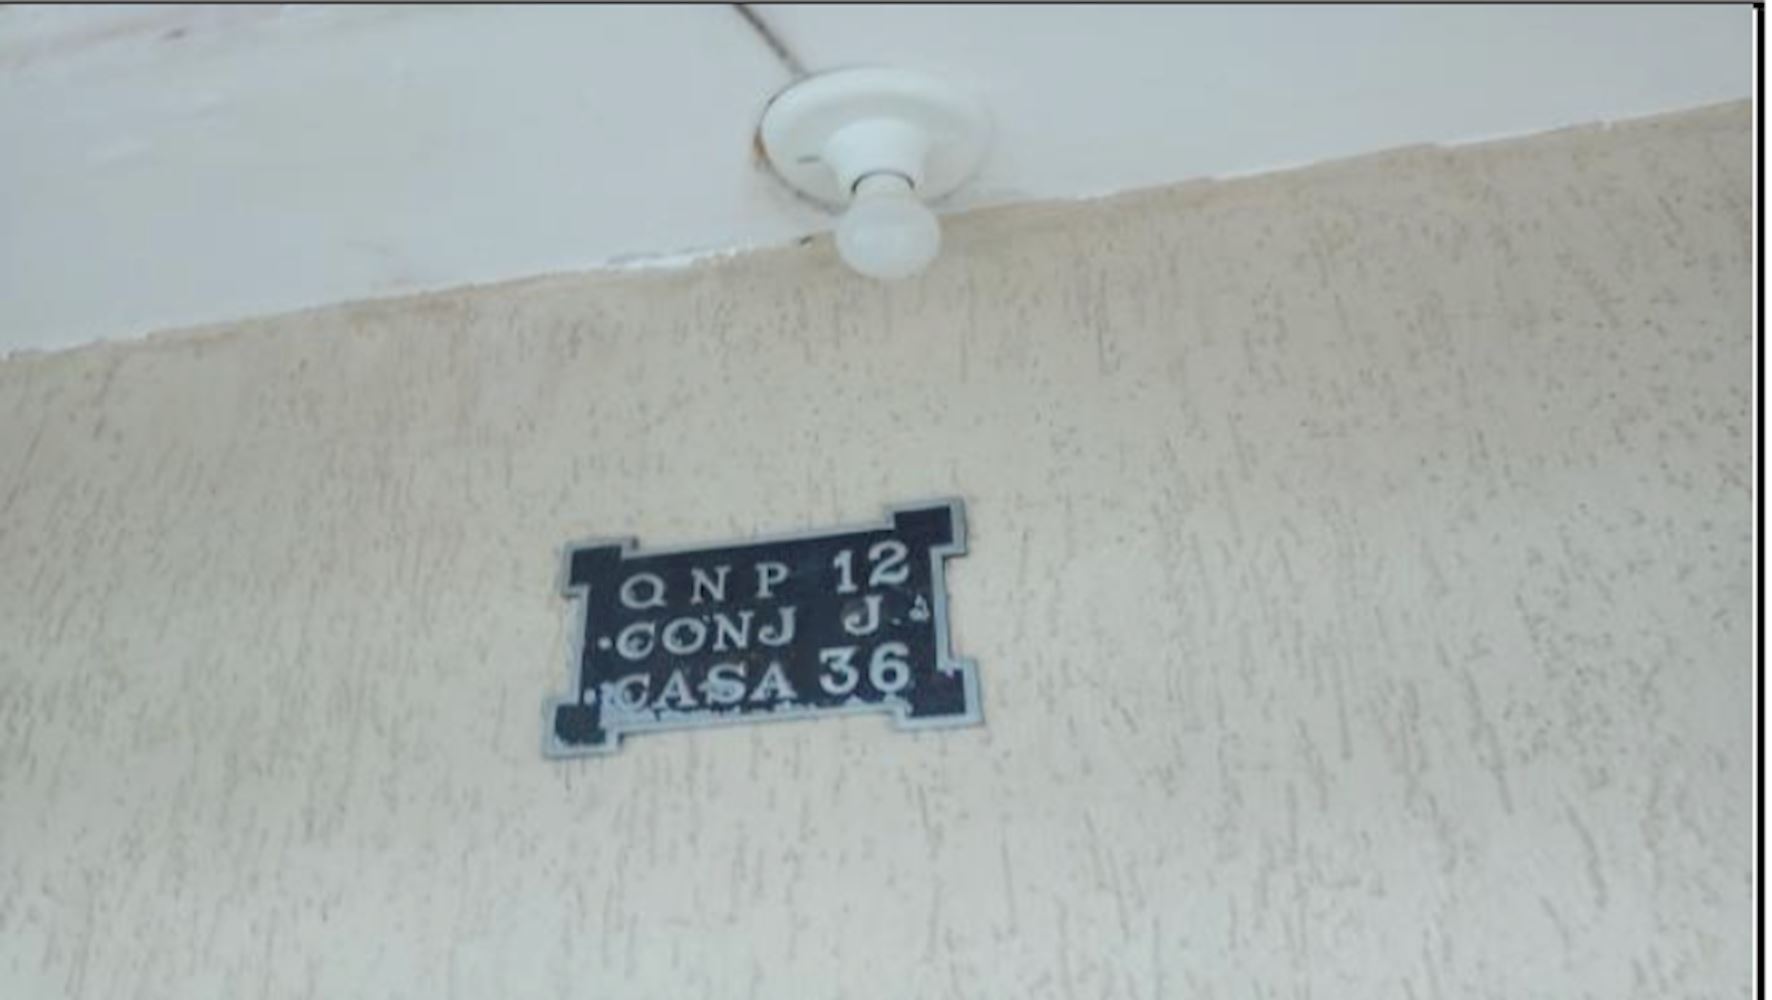 QNP 12
CONJ J
CASA 36